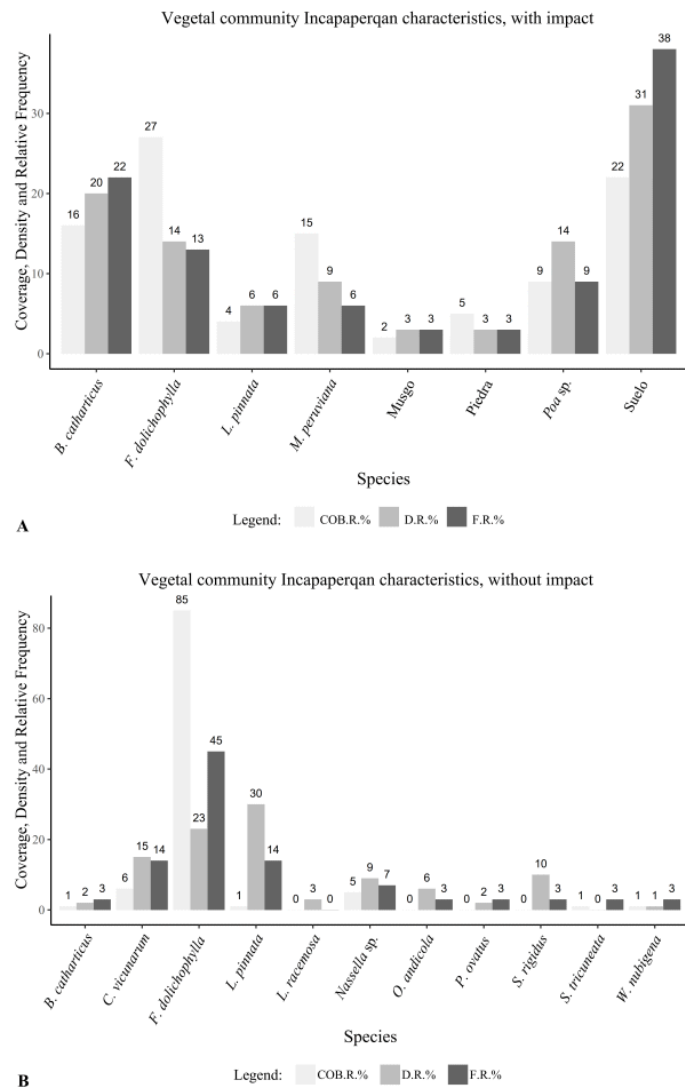 Vegetal community Incapaperqan characteristics, with impact
Coverage, Density and Relative Frequency
38
31
30
27
22
22
20
20
16
15
14
14
13
10
9
9
9
6
6
6
5
4
3
3
3
3
2
0
B. catharticus
F. dolichophylla
L. pinnata
M. peruviana
Musgo
Piedra
Poa sp.
Suelo
Species
A
Legend: COB.R.% D.R.% F.R.%
Vegetal community Incapaperqan characteristics, without impact
Coverage, Density and Relative Frequency
85
80
60
45
40
30
23
20
15
14
14
10
9
7
6
6
5
3
3
3
3
3
3
3
2
2
1
1
1
1
1
0
0
0
0
0
0
0
B. catharticus
C. vicunarum
F. dolichophylla
L. pinnata
L. racemosa
Nassella sp.
O. andicola
P. ovatus
S. rigidus
S. tricuneata
W. nubigena
Species
B
Legend: COB.R.% D.R.% F.R.%